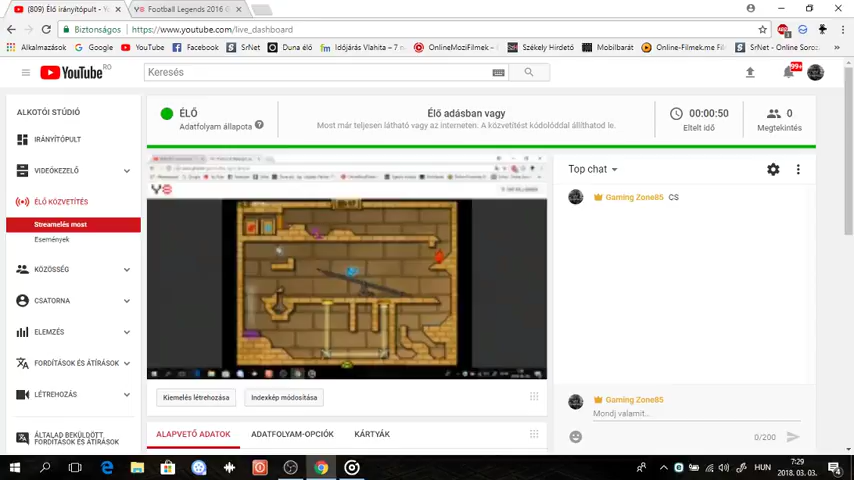 (809) Élő irányítópult - You
Football Legends 2016
Biztonságos
https://www.youtube.com/live_dashboard
Alkalmazások
Google
YouTube
Facebook
SrNet
Duna élő
Időjárás Vlahita – 7 n
OnlineMoziFilmek –
Székely Hirdető
Mobilbarát
Online-Filmek.me Fil
SrNet - Online Soroz
YouTube RO
Keresés
99+
ALKOTÓI STÚDIÓ
IRÁNYÍTÓPULT
VIDEÓKEZELŐ
ÉLŐ KÖZVETÍTÉS
Streamelés most
Események
KÖZÖSSÉG
CSATORNA
ELEMZÉS
FORDÍTÁSOK ÉS ÁTÍRÁSOK
LÉTREHOZÁS
ÁLTALAD BEKÜLDÖTT,
FORDÍTÁSOK ÉS ÁTÍRÁSOK
ÉLŐ
Adatfolyam állapota
Élő adásban vagy
Most már teljesen látható vagy az interneten. A közvetítést kódolóddal állíthatod le.
00:00:50
Eltelt idő
0
Megtekintés
Y8
Kiemelés létrehozása
Indexkép módosítása
ALAPVETŐ ADATOK
ADATFOLYAM-OPCIÓK
KÁRTYÁK
Top chat
Gaming Zone85 CS
Gaming Zone85
Mondj valamit...
0/200
HUN
7:29
2018. 03. 03.
4